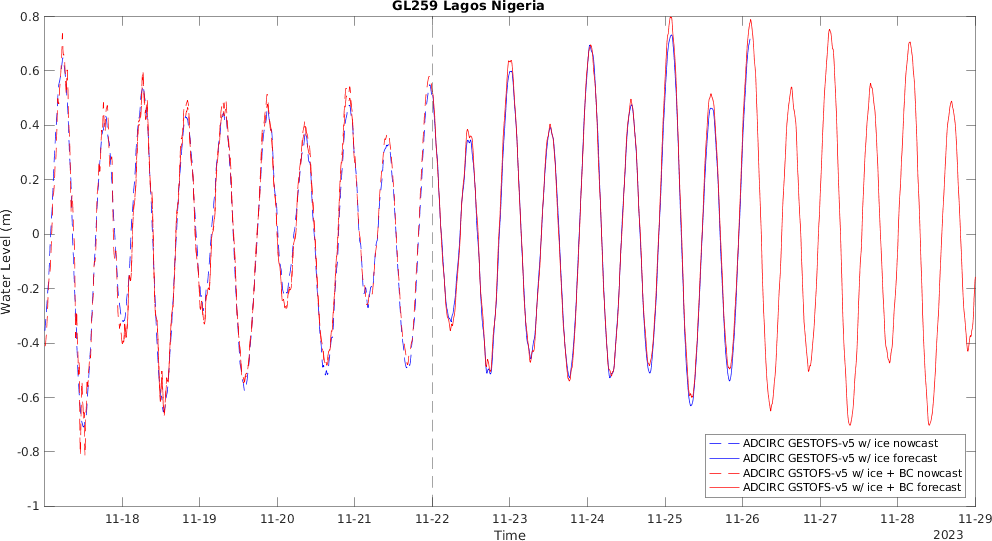 GL259 Lagos Nigeria
0.8
0.6
0.4
0.2
0
-0.2
-0.4
-0.6
-0.8
-1
Water Level (m)
ADCIRC GESTOFS-v5 w/ ice nowcast
ADCIRC GESTOFS-v5 w/ ice forecast
ADCIRC GSTOFS-v5 w/ ice + BC nowcast
ADCIRC GSTOFS-v5 w/ ice + BC forecast
11-18 11-19 11-20 11-21 11-22 11-23 11-24 11-25 11-26 11-27 11-28 11-29
Time
2023